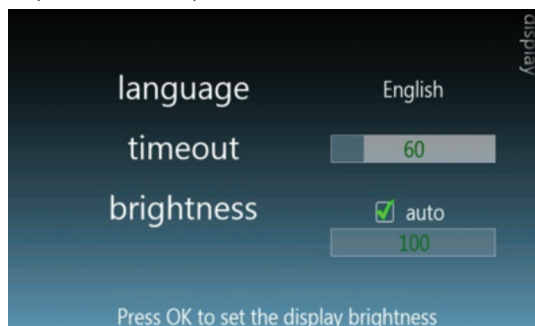 display
language English
timeout 60
brightness auto
100
Press OK to set the display brightness